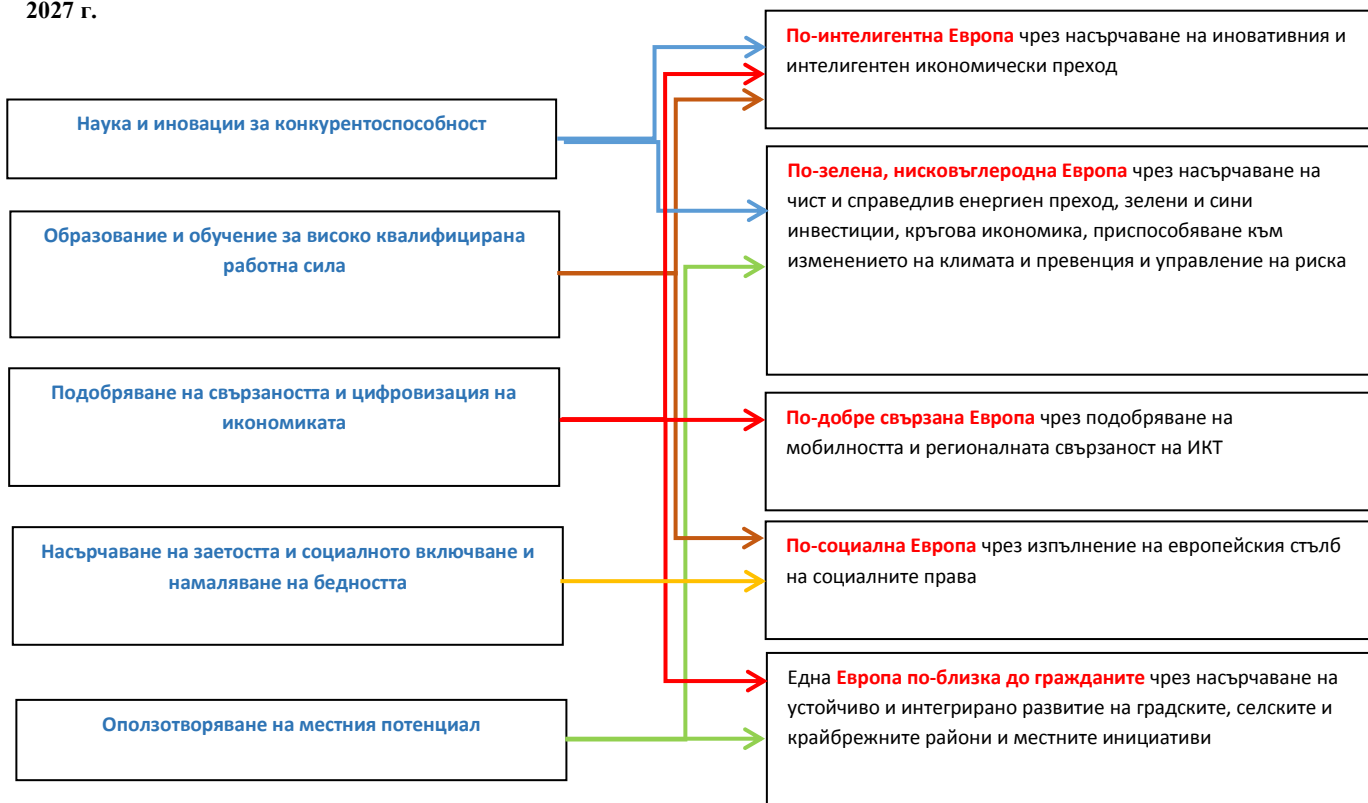 2027 г.
Наука и иновации за конкурентоспособност
Образование и обучение за високо квалифицирана
работна сила
Подобряване на свързаността и цифровизация на
икономиката
Насърчаване на заетостта и социалното включване и
намаляване на бедността
Оползотворяване на местния потенциал
По-интелигентна Европа чрез насърчаване на иновативния и
интелигентен икономически преход
По-зелена, нисковъглеродна Европа чрез насърчаване на
чист и справедлив енергиен преход, зелени и сини
инвестиции, кръгова икономика, приспособяване към
изменението на климата и превенция и управление на риска
По-добре свързана Европа чрез подобряване на
мобилността и регионалната свързаност на ИКТ
По-социална Европа чрез изпълнение на европейския стълб
на социалните права
Една Европа по-близка до гражданите чрез насърчаване на
устойчиво и интегрирано развитие на градските, селските и
крайбрежните райони и местните инициативи